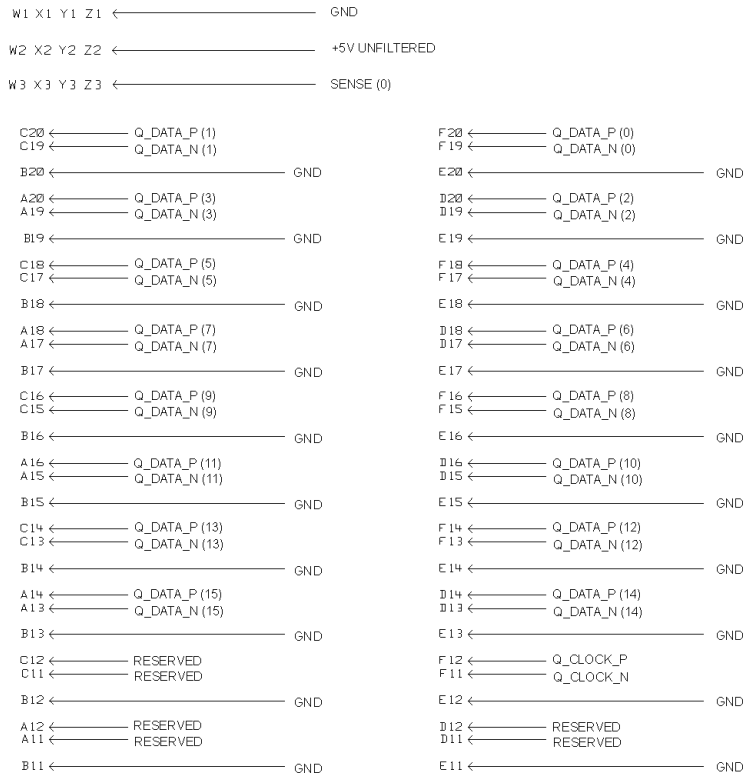 W1 X1 Y1 Z1 GND
W2 X2 Y2 Z2 +5V UNFILTERED
W3 X3 Y3 Z3 SENSE (0)
C20 Q_DATA_P (1)
C19 Q_DATA_N (1)
B20 GND
A20 Q_DATA_P (3)
A19 Q_DATA_N (3)
B19 GND
C18 Q_DATA_P (5)
C17 Q_DATA_N (5)
B18 GND
A18 Q_DATA_P (7)
A17 Q_DATA_N (7)
B17 GND
C16 Q_DATA_P (9)
C15 Q_DATA_N (9)
B16 GND
A16 Q_DATA_P (11)
A15 Q_DATA_N (11)
B15 GND
C14 Q_DATA_P (13)
C13 Q_DATA_N (13)
B14 GND
A14 Q_DATA_P (15)
A13 Q_DATA_N (15)
B13 GND
C12 RESERVED
C11 RESERVED
B12 GND
A12 RESERVED
A11 RESERVED
B11 GND
F20 Q_DATA_P (0)
F19 Q_DATA_N (0)
E20 GND
D20 Q_DATA_P (2)
D19 Q_DATA_N (2)
E19 GND
F18 Q_DATA_P (4)
F17 Q_DATA_N (4)
E18 GND
D18 Q_DATA_P (6)
D17 Q_DATA_N (6)
E17 GND
F16 Q_DATA_P (8)
F15 Q_DATA_N (8)
E16 GND
D16 Q_DATA_P (10)
D15 Q_DATA_N (10)
E15 GND
F14 Q_DATA_P (12)
F13 Q_DATA_N (12)
E14 GND
D14 Q_DATA_P (14)
D13 Q_DATA_N (14)
E13 GND
F12 Q_CLOCK_P
F11 Q_CLOCK_N
E12 GND
D12 RESERVED
D11 RESERVED
E11 GND